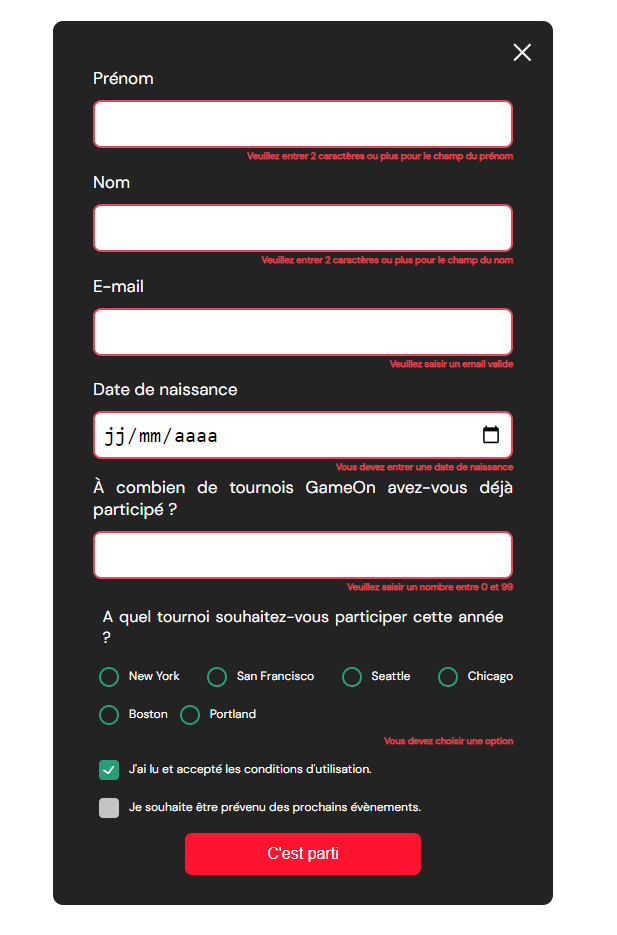 Prénom
Veuillez entrer 2 caractères ou plus pour le champ du prénom
Nom
Veuillez entrer 2 caractères ou plus pour le champ du nom
E-mail
Veuillez saisir un email valide
Date de naissance
jj/mm/aaaa
Vous devez entrer une date de naissance
À combien de tournois GameOn avez-vous déjà
participé ?
Veuillez saisir un nombre entre 0 et 99
A quel tournoi souhaitez-vous participer cette année
?
New York San Francisco Seattle Chicago
Boston Portland
Vous devez choisir une option
J'ai lu et accepté les conditions d'utilisation.
Je souhaite être prévenu des prochains évènements.
C'est parti